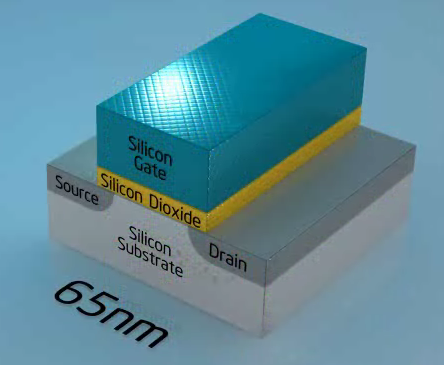 Silicon
Gate
Silicon Dioxide
Source
Silicon
Substrate
Drain
65nm